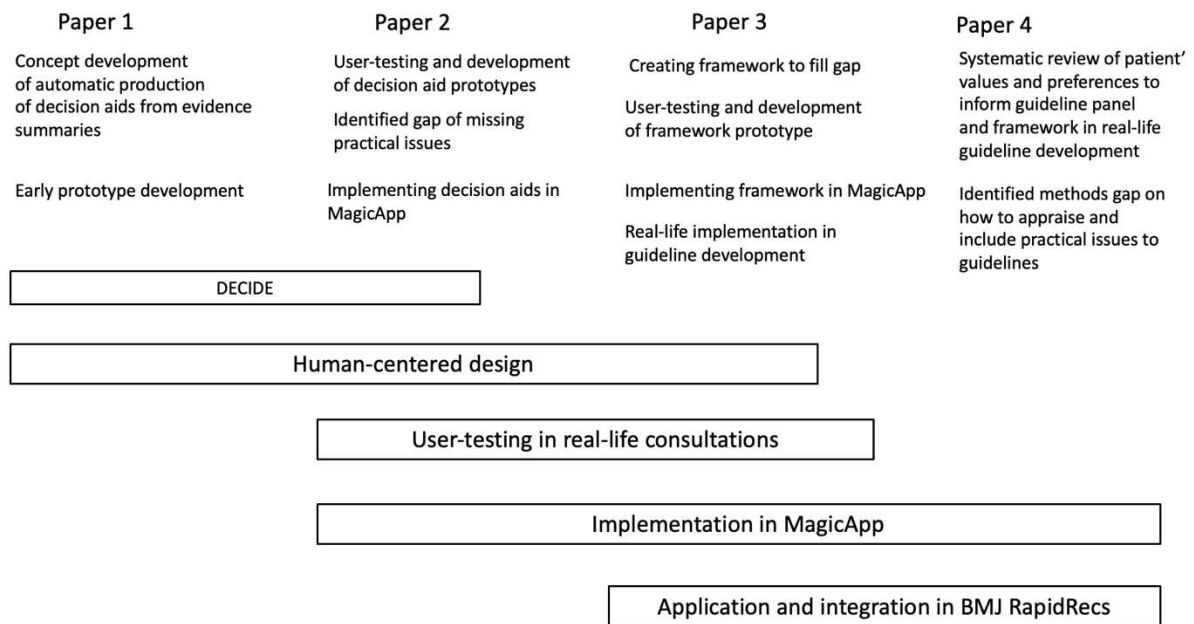 Paper 1
Concept development
of automatic production
of decision aids from evidence
summaries
Early prototype development
Paper 2
User-testing and development
of decision aid prototypes
Identified gap of missing
practical issues
Implementing decision aids in
MagicApp
Paper 3
Creating framework to fill gap
User-testing and development
of framework prototype
Implementing framework in MagicApp
Real-life implementation in
guideline development
Paper 4
Systematic review of patient’
values and preferences to
inform guideline panel
and framework in real-life
guideline development
Identified methods gap on
how to appraise and
include practical issues to
guidelines
DECIDE
Human-centered design
User-testing in real-life consultations
Implementation in MagicApp
Application and integration in BMJ RapidRecs